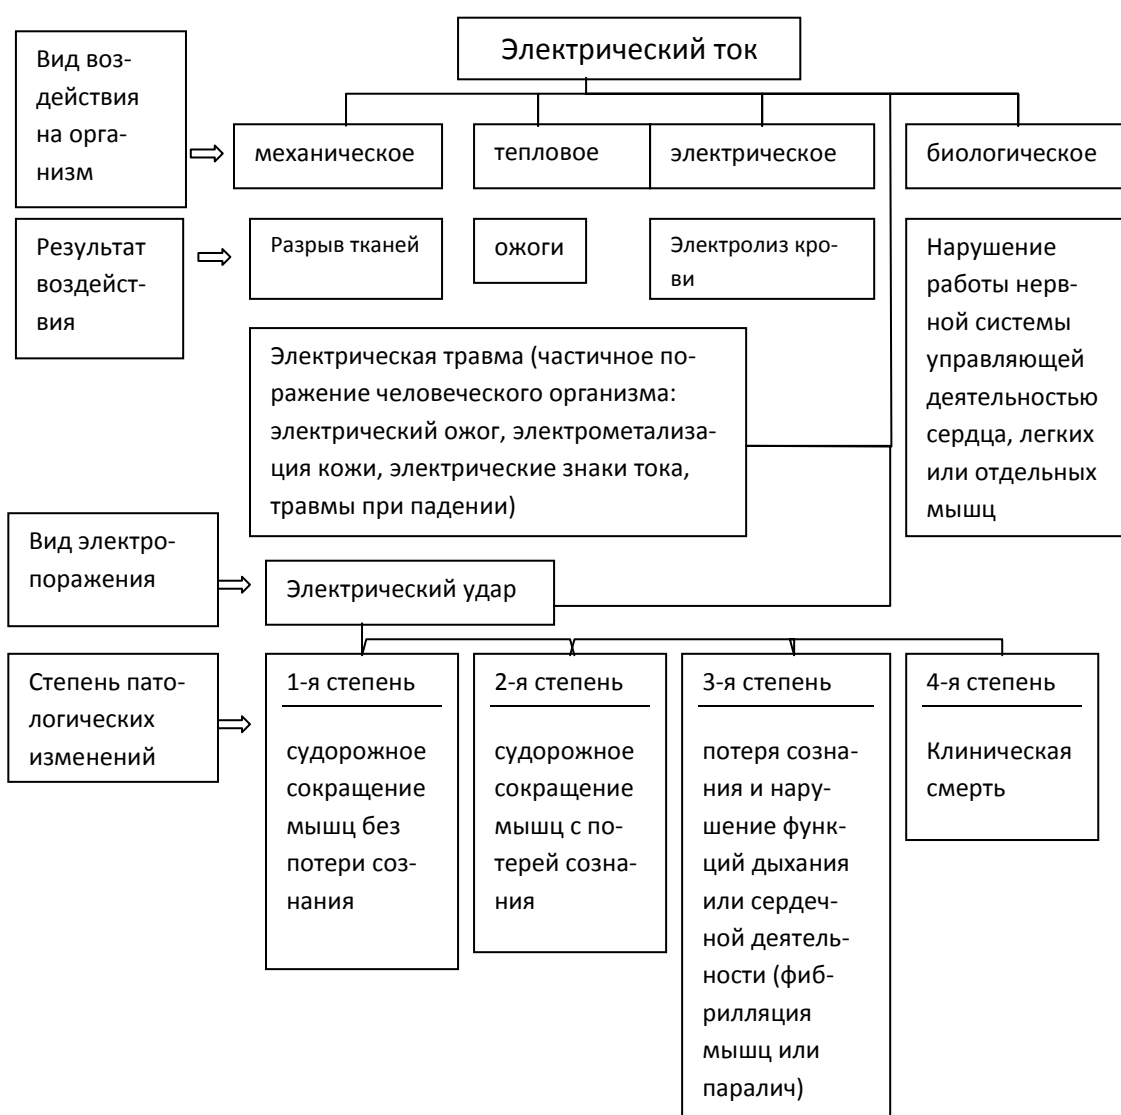 Электрический ток
Вид воз-
действия
на орга-
низм
механическое
тепловое
электрическое
биологическое
Результат
воздейст-
вия
Разрыв тканей
ожоги
Электролиз кро-
ви
Нарушение
работы нерв-
ной системы
управляющей
деятельностью
сердца, легких
или отдельных
мышц
Электрическая травма (частичное по-
ражение человеческого организма:
электрический ожог, электрометализа-
ция кожи, электрические знаки тока,
травмы при падении)
Вид электро-
поражения
Электрический удар
Степень пато-
логических
изменений
1-я степень
судорожное
сокращение
мышц без
потери соз-
нания
2-я степень
судорожное
сокращение
мышц с по-
терей созна-
ния
3-я степень
потеря созна-
ния и нару-
шение функ-
ций дыхания
или сердеч-
ной деятель-
ности (фиб-
рилляция
мышц или
паралич)
4-я степень
Клиническая
смерть